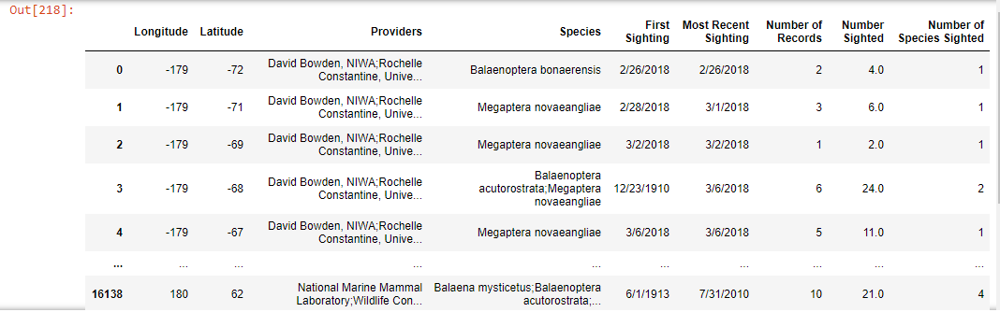 Out[218]:
Longitude Latitude Providers Species First Sighting Most Recent Sighting Number of Records Number Sighted Number of Species Sighted
0 -179 -72 David Bowden, NIWA;Rochelle Constantine, Unive... Balaenoptera bonaerensis 2/26/2018 2/26/2018 2 4.0 1
1 -179 -71 David Bowden, NIWA;Rochelle Constantine, Unive... Megaptera novaeangliae 2/28/2018 3/1/2018 3 6.0 1
2 -179 -69 David Bowden, NIWA;Rochelle Constantine, Unive... Megaptera novaeangliae 3/2/2018 3/2/2018 1 2.0 1
3 -179 -68 David Bowden, NIWA;Rochelle Constantine, Unive... Balaenoptera acutorostrata;Megaptera novaeangliae 12/23/1910 3/6/2018 6 24.0 2
4 -179 -67 David Bowden, NIWA;Rochelle Constantine, Unive... Megaptera novaeangliae 3/6/2018 3/6/2018 5 11.0 1
... ... ... ... ... ... ... ... ... ...
16138 180 62 National Marine Mammal Laboratory;Wildlife Con... Balaena mysticetus;Balaenoptera acutorostrata;... 6/1/1913 7/31/2010 10 21.0 4